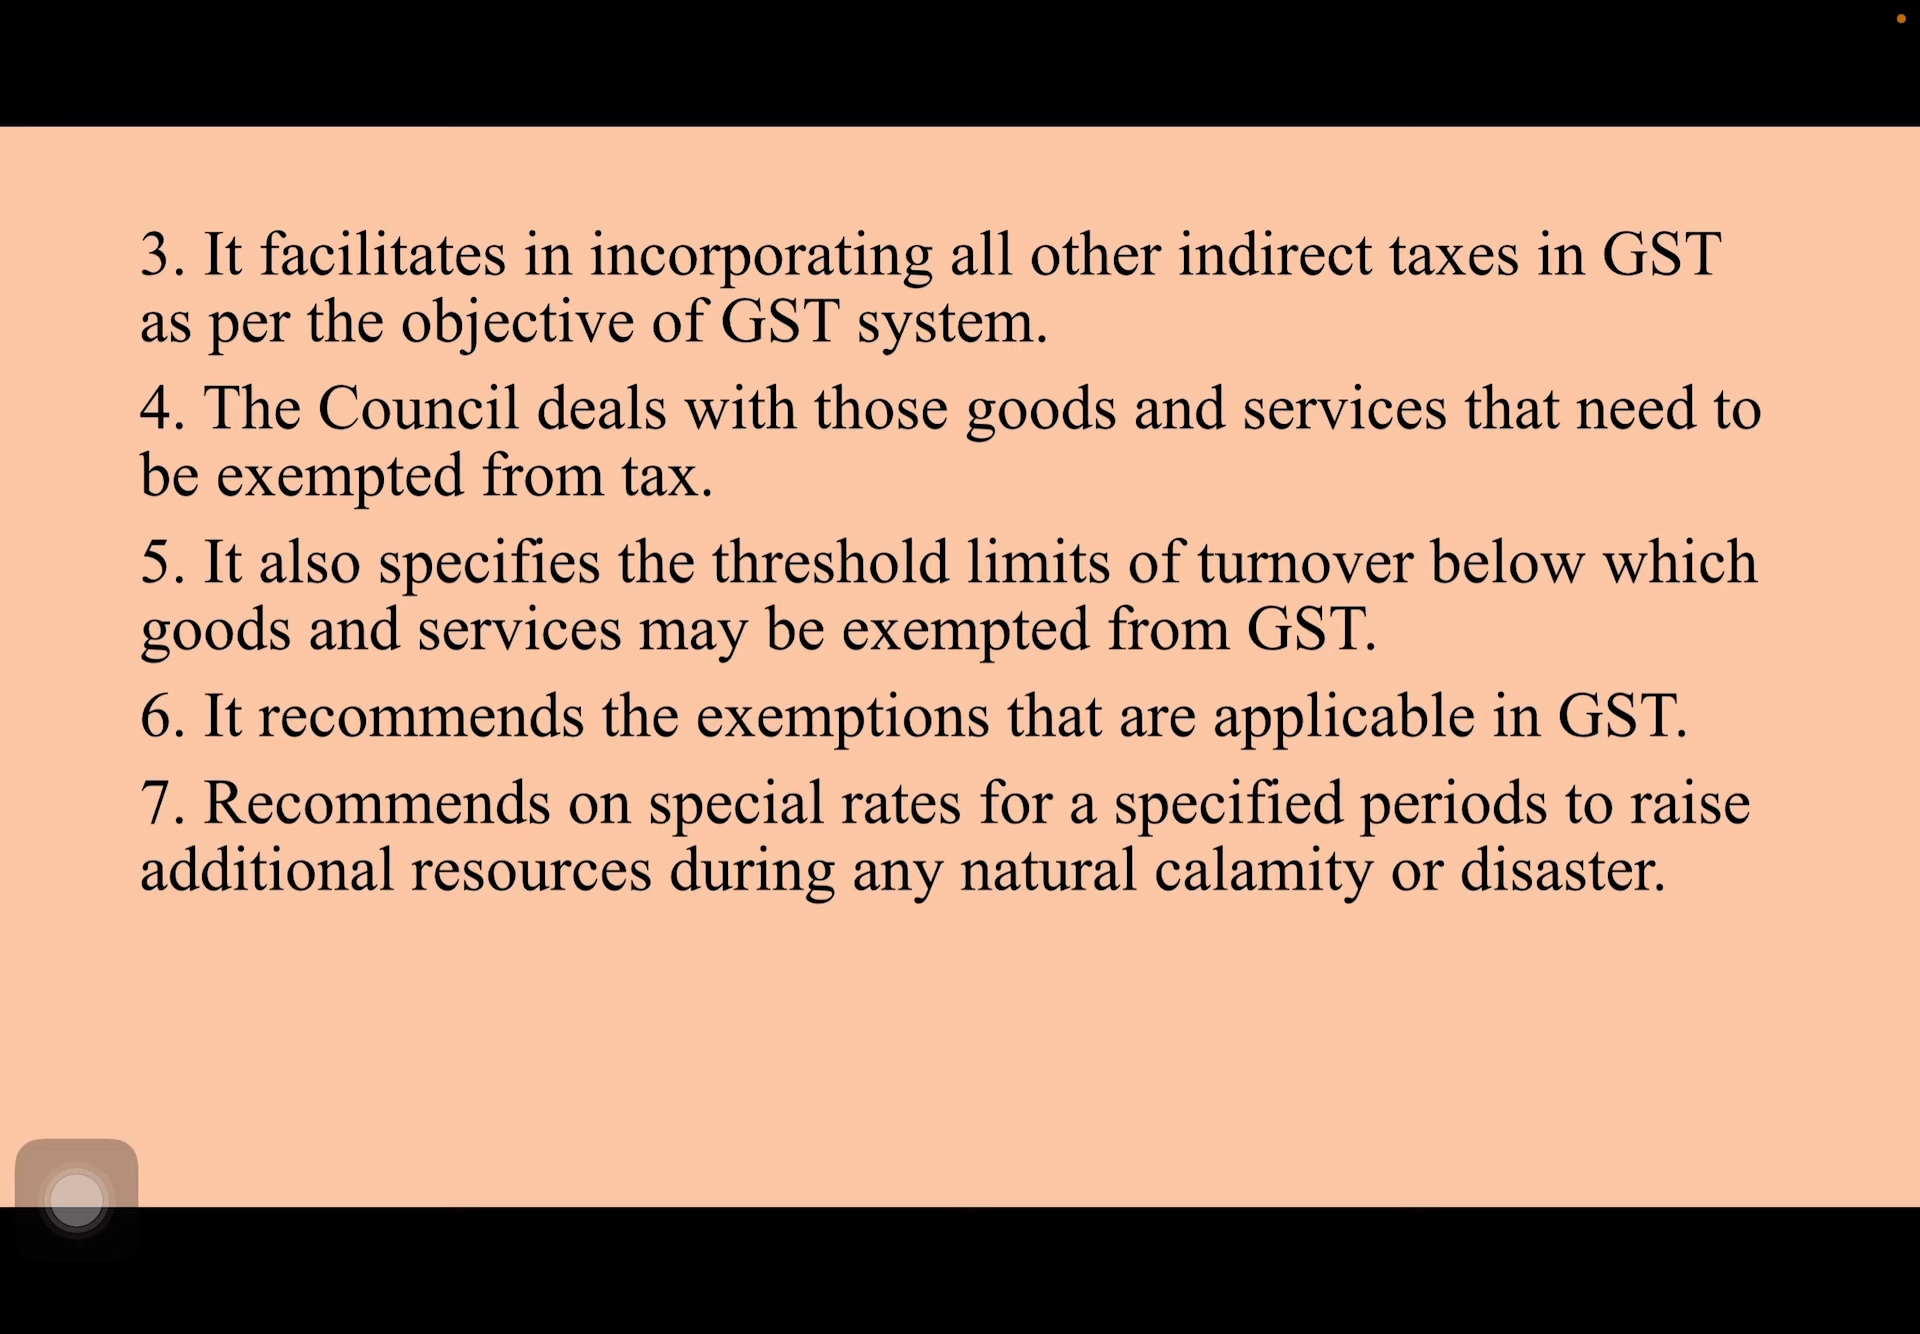 3. It facilitates in incorporating all other indirect taxes in GST
as per the objective of GST system.
4. The Council deals with those goods and services that need to
be exempted from tax.
5. It also specifies the threshold limits of turnover below which
goods and services may be exempted from GST.
6. It recommends the exemptions that are applicable in GST.
7. Recommends on special rates for a specified periods to raise
additional resources during any natural calamity or disaster.